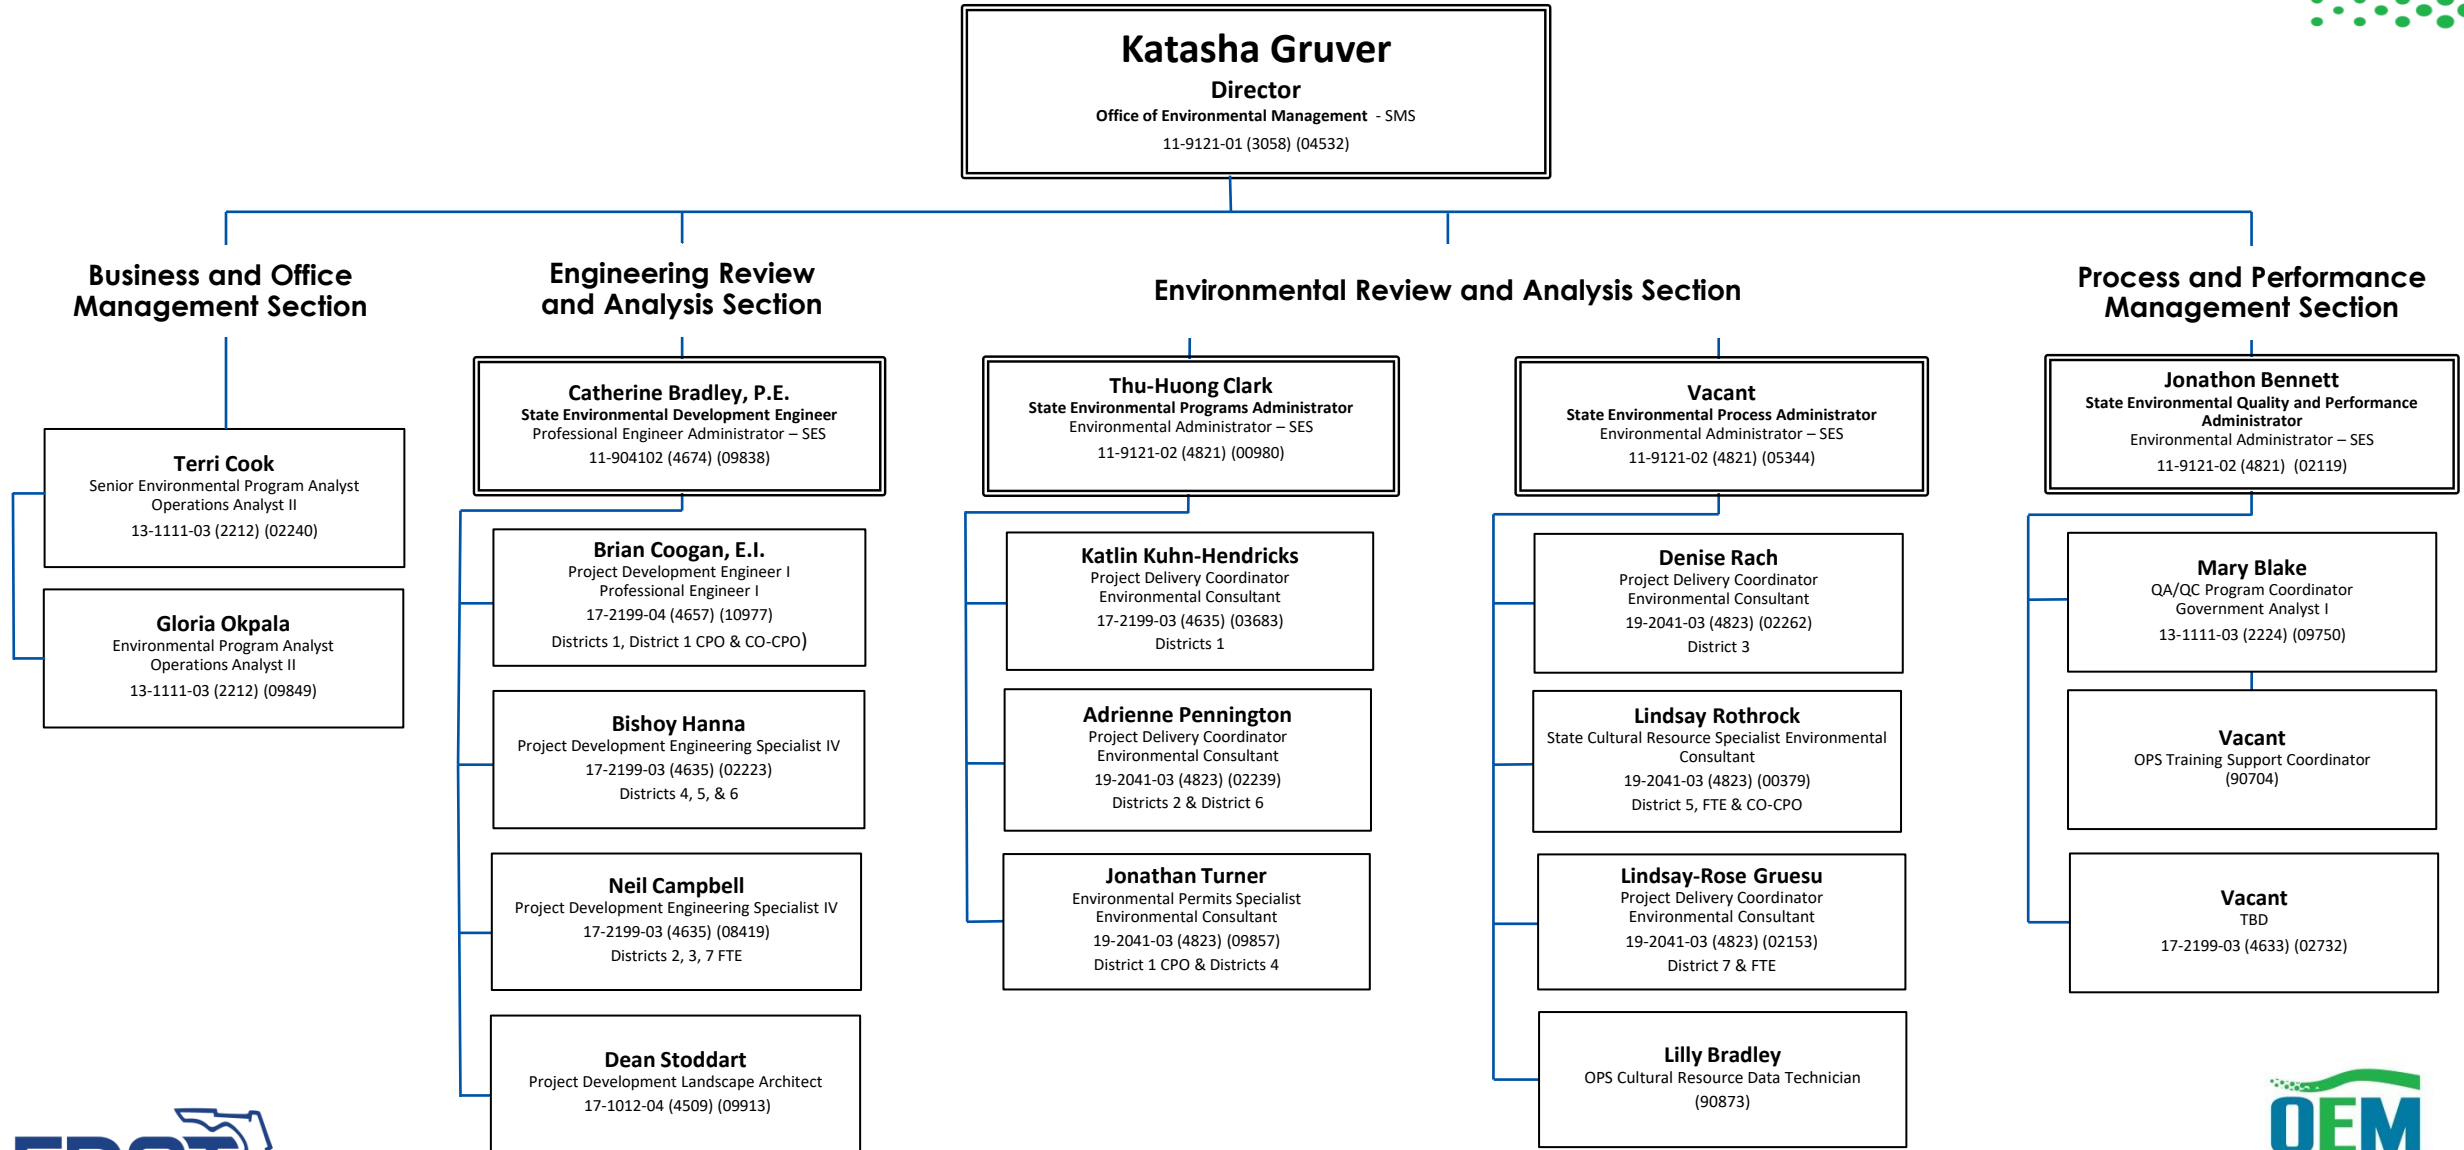 Katasha Gruver
Director
Office of Environmental Management - SMS
11-9121-01 (3058) (04532)
Business and Office
Management Section
Terri Cook
Senior Environmental Program Analyst
Operations Analyst II
13-1111-03 (2212) (02240)
Gloria Okpala
Environmental Program Analyst
Operations Analyst II
13-1111-03 (2212) (09849)
Engineering Review
and Analysis Section
Catherine Bradley, P.E.
State Environmental Development Engineer
Professional Engineer Administrator – SES
11-904102 (4674) (09838)
Brian Coogan, E.I.
Project Development Engineer I
Professional Engineer I
17-2199-04 (4657) (10977)
Districts 1, District 1 CPO & CO-CPO)
Bishoy Hanna
Project Development Engineering Specialist IV
17-2199-03 (4635) (02223)
Districts 4, 5, & 6
Neil Campbell
Project Development Engineering Specialist IV
17-2199-03 (4635) (08419)
Districts 2, 3, 7 FTE
Dean Stoddart
Project Development Landscape Architect
17-1012-04 (4509) (09913)
Environmental Review and Analysis Section
Thu-Huong Clark
State Environmental Programs Administrator
Environmental Administrator – SES
11-9121-02 (4821) (00980)
Katlin Kuhn-Hendricks
Project Delivery Coordinator
Environmental Consultant
17-2199-03 (4635) (03683)
Districts 1
Adrienne Pennington
Project Delivery Coordinator
Environmental Consultant
19-2041-03 (4823) (02239)
Districts 2 & District 6
Jonathan Turner
Environmental Permits Specialist
Environmental Consultant
19-2041-03 (4823) (09857)
District 1 CPO & Districts 4
Vacant
State Environmental Process Administrator
Environmental Administrator – SES
11-9121-02 (4821) (05344)
Denise Rach
Project Delivery Coordinator
Environmental Consultant
19-2041-03 (4823) (02262)
District 3
Lindsay Rothrock
State Cultural Resource Specialist Environmental
Consultant
19-2041-03 (4823) (00379)
District 5, FTE & CO-CPO
Lindsay-Rose Gruesu
Project Delivery Coordinator
Environmental Consultant
19-2041-03 (4823) (02153)
District 7 & FTE
Lilly Bradley
OPS Cultural Resource Data Technician
(90873)
Process and Performance
Management Section
Jonathon Bennett
State Environmental Quality and Performance
Administrator
Environmental Administrator – SES
11-9121-02 (4821) (02119)
Mary Blake
QA/QC Program Coordinator
Government Analyst I
13-1111-03 (2224) (09750)
Vacant
OPS Training Support Coordinator
(90704)
Vacant
TBD
17-2199-03 (4633) (02732)
FDOT
OEM